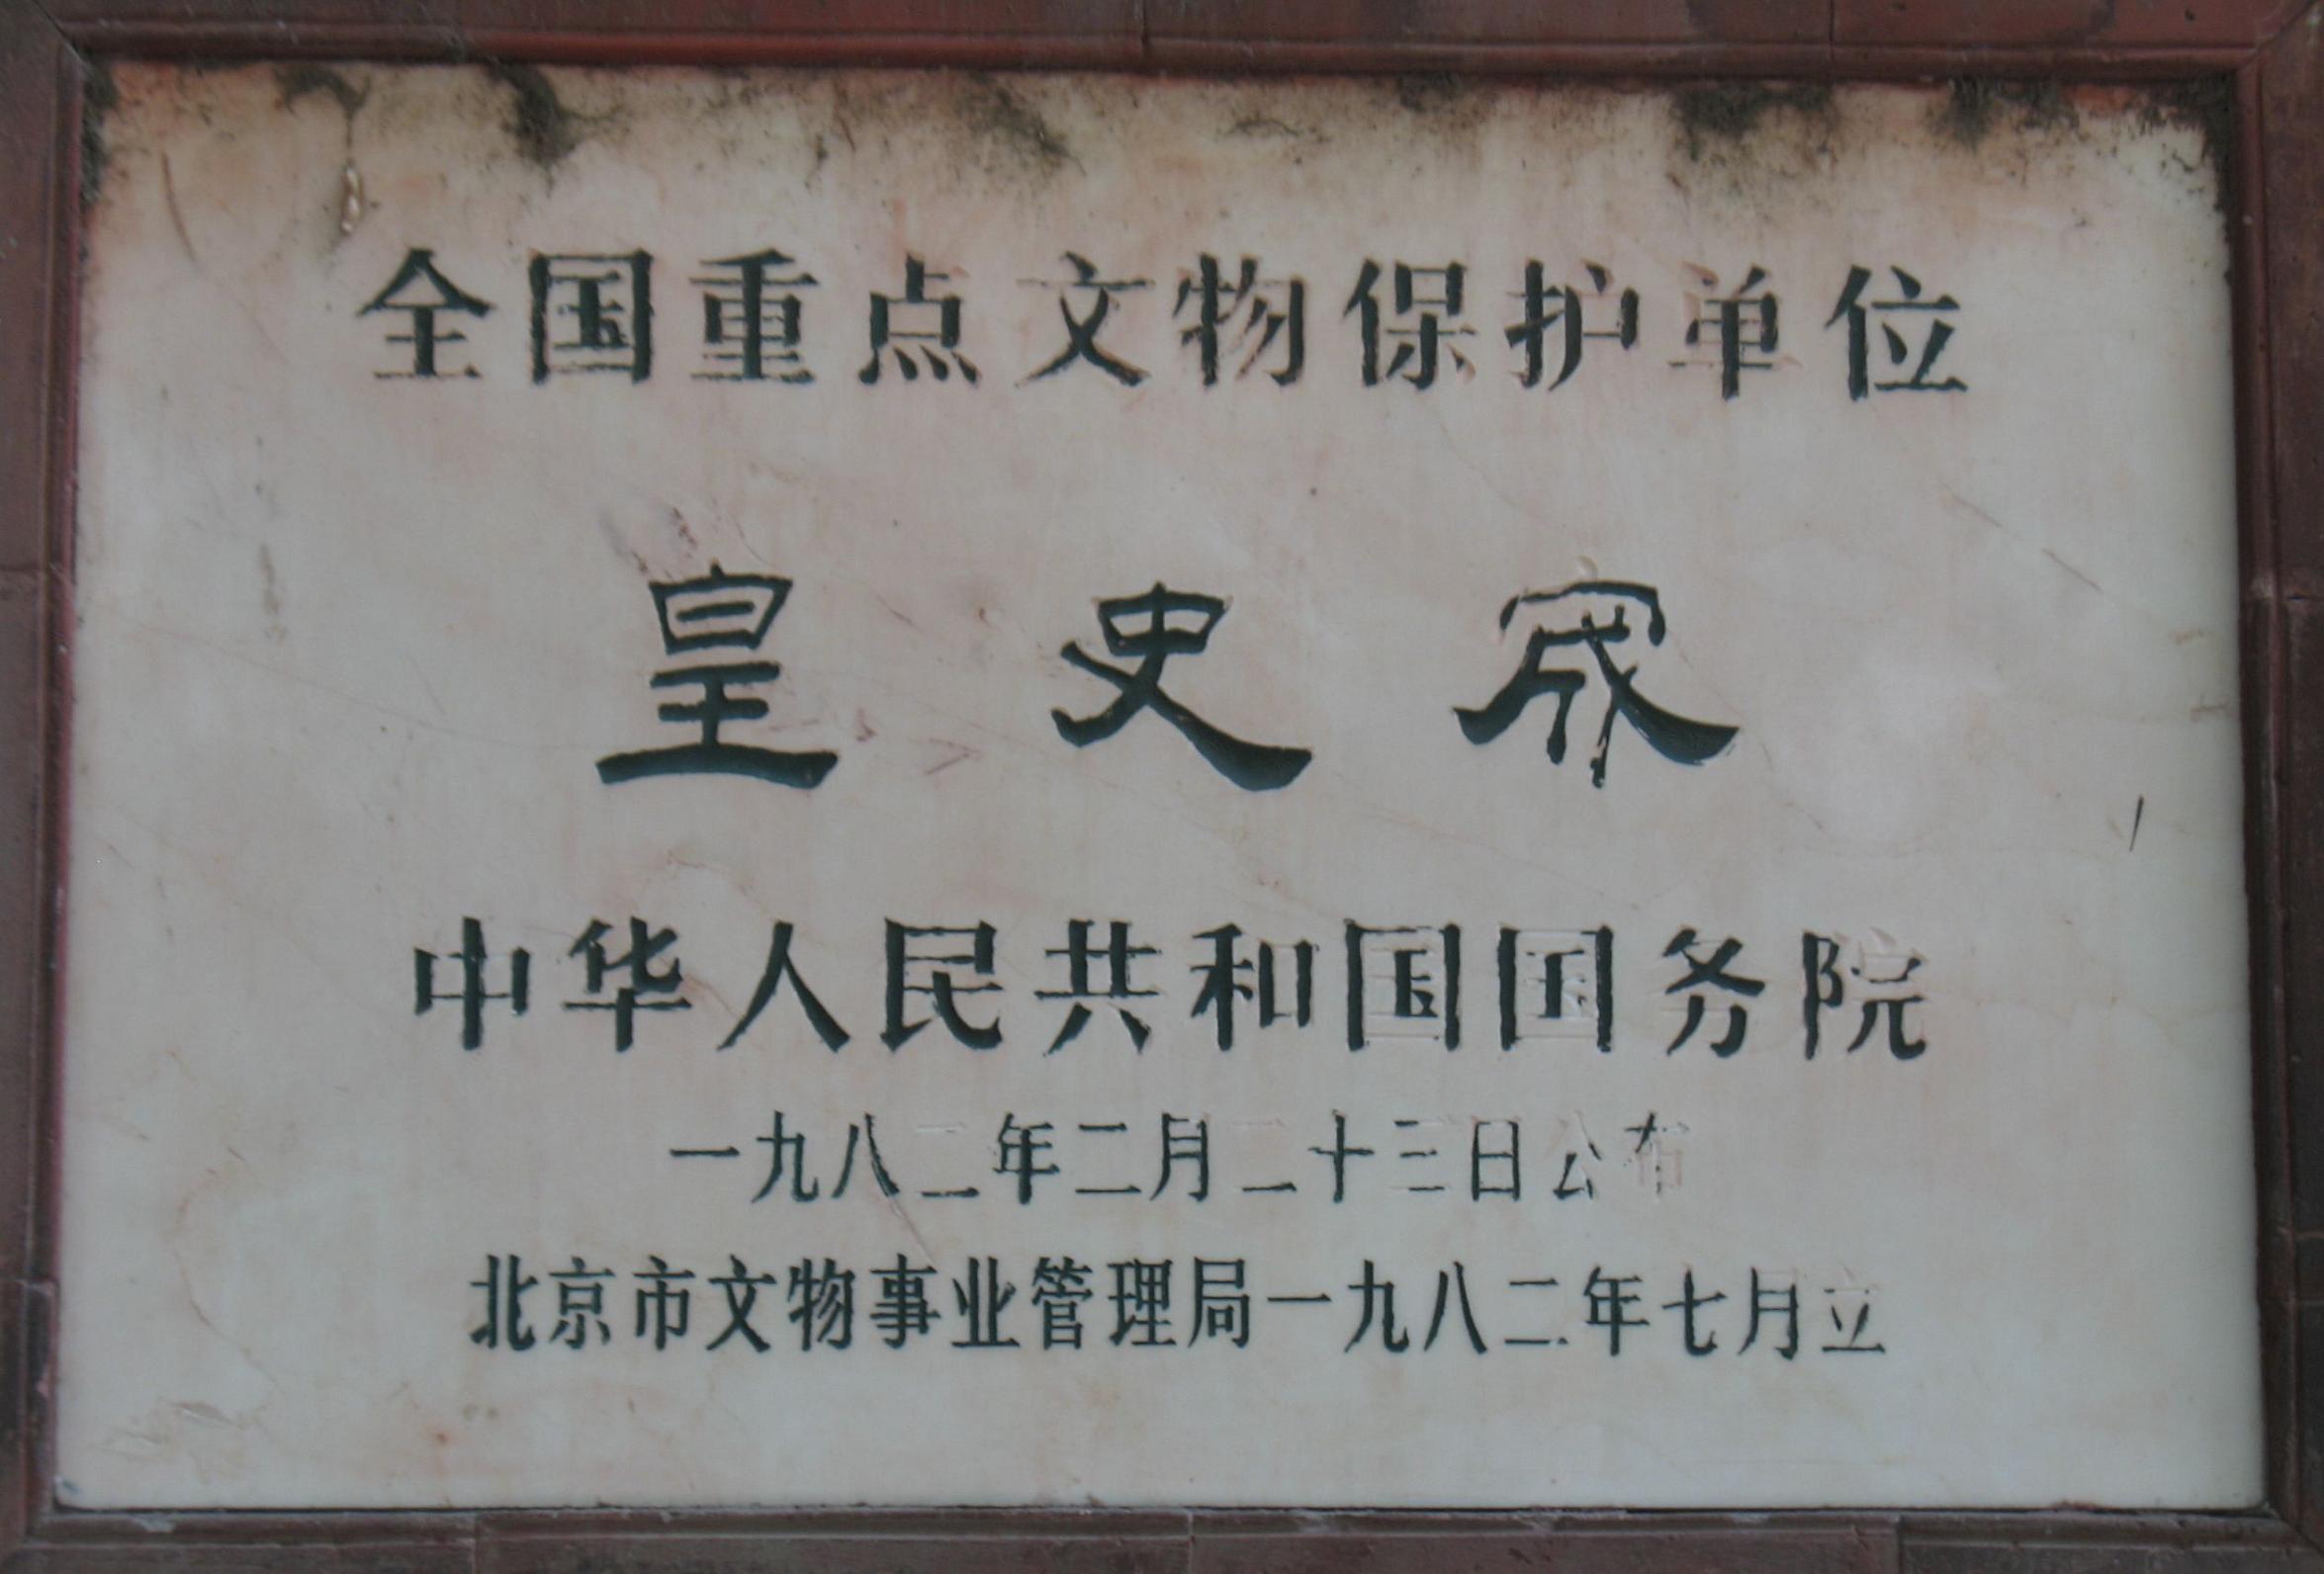 全国重点文物保护单位
皇史宬
中华人民共和国国务院
一九八二年二月二十三日公布
北京市文物事业管理局一九八二年七月立